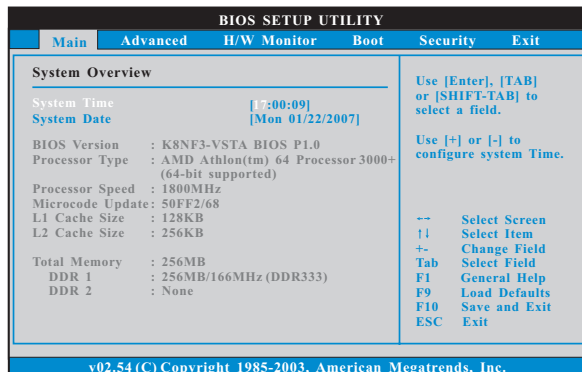 BIOS SETUP UTILITY
Main Advanced H/W Monitor Boot Security Exit
System Overview
System Time [17:00:09]
System Date [Mon 01/22/2007]
BIOS Version : K8NF3-VSTA BIOS P1.0
Processor Type : AMD Athlon(tm) 64 Processor 3000+
(64-bit supported)
Processor Speed : 1800MHz
Microcode Update : 50FF2/68
L1 Cache Size : 128KB
L2 Cache Size : 256KB
Total Memory : 256MB
DDR 1 : 256MB/166MHz (DDR333)
DDR 2 : None
Use [Enter], [TAB]
or [SHIFT-TAB] to
select a field.
Use [+] or [-] to
configure system Time.
←→ Select Screen
↑↓ Select Item
+- Change Field
Tab Select Field
F1 General Help
F9 Load Defaults
F10 Save and Exit
ESC Exit
v02.54 (C) Copyright 1985-2003, American Megatrends, Inc.